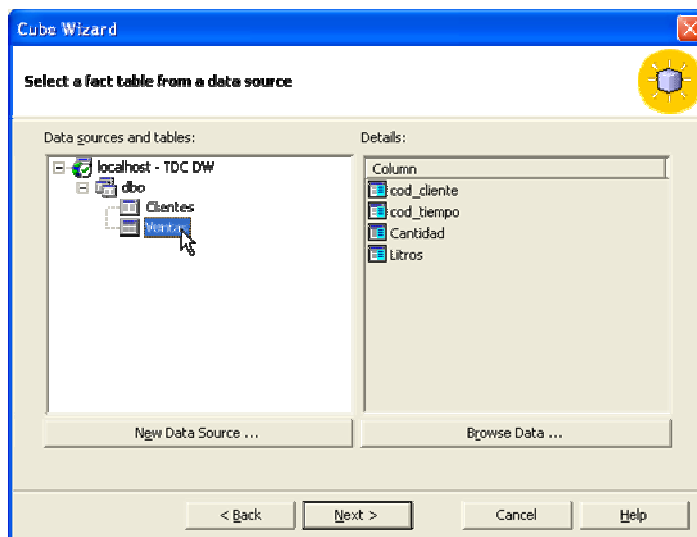 Cube Wizard
Select a fact table from a data source
Data sources and tables:
Details:
localhost - TDC DW
dbo
Clientes
Ventas
Column
cod_cliente
cod_tiempo
Cantidad
Litros
New Data Source ...
Browse Data ...
< Back
Next >
Cancel
Help